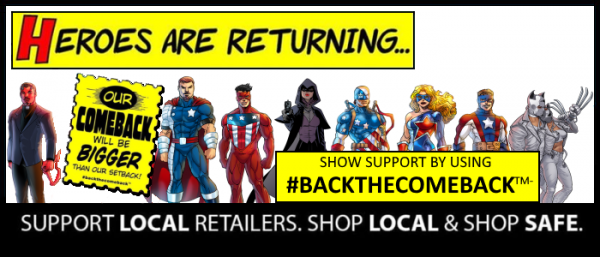 HEROES ARE RETURNING...
OUR
COMEBACK
WILL BE
BIGGER
THAN OUR SETBACK!
#backthecomeback™
SHOW SUPPORT BY USING
#BACKTHECOMEBACK™-
SUPPORT LOCAL RETAILERS. SHOP LOCAL & SHOP SAFE.